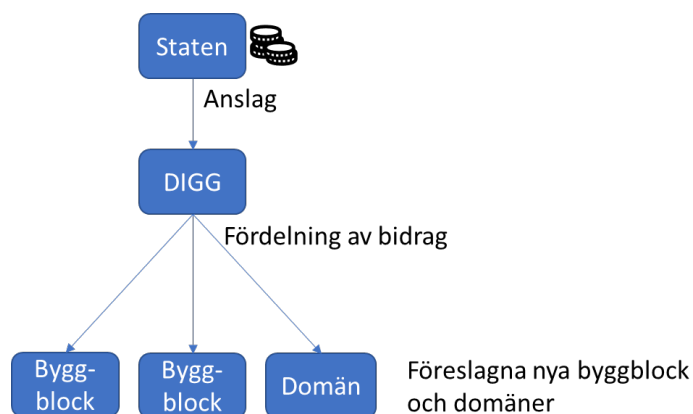 Staten
Anslag
DIGG
Fördelning av bidrag
Bygg-
block
Bygg-
block
Domän
Föreslagna nya byggblock
och domäner